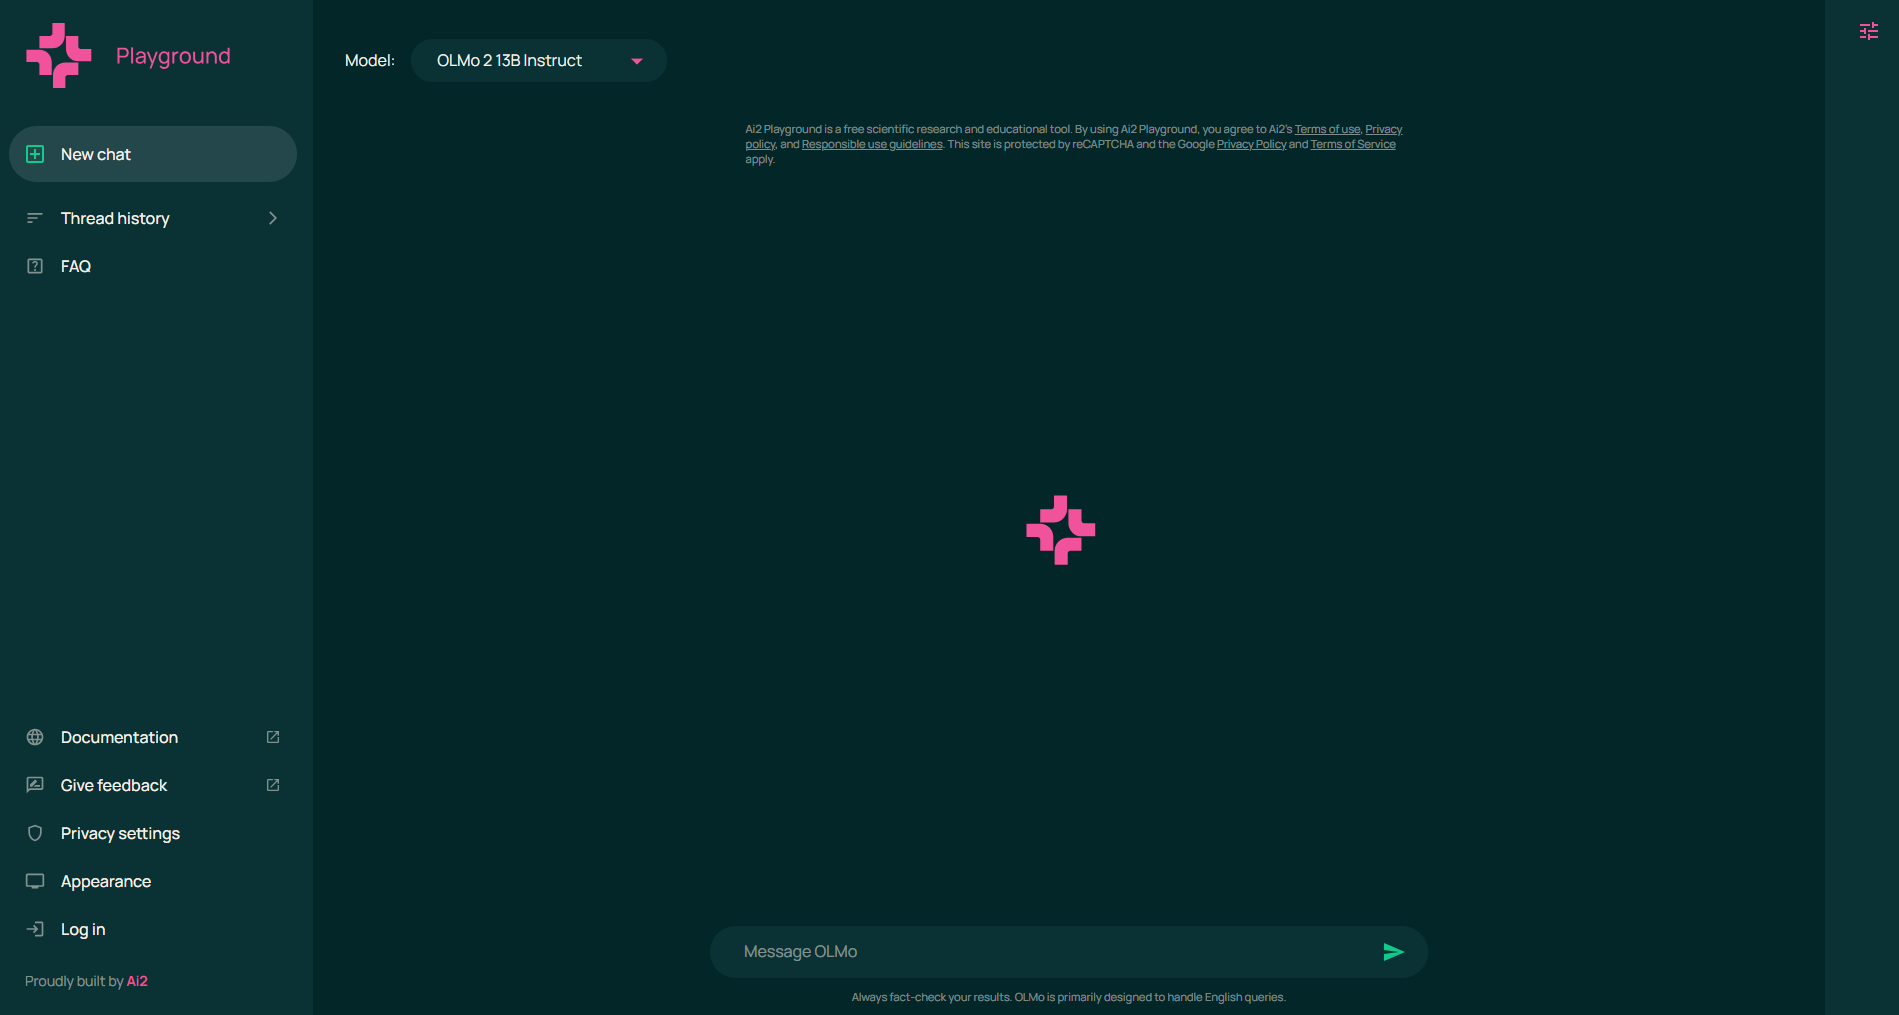 Playground
New chat
Thread history
FAQ
Documentation
Give feedback
Privacy settings
Appearance
Log in
Proudly built by Ai2
Model: OLMo 2 13B Instruct
Ai2 Playground is a free scientific research and educational tool. By using Ai2 Playground, you agree to Ai2's Terms of use, Privacy
policy, and Responsible use guidelines. This site is protected by reCAPTCHA and the Google Privacy Policy and Terms of Service
apply.
Message OLMo
Always fact-check your results. OLMo is primarily designed to handle English queries.